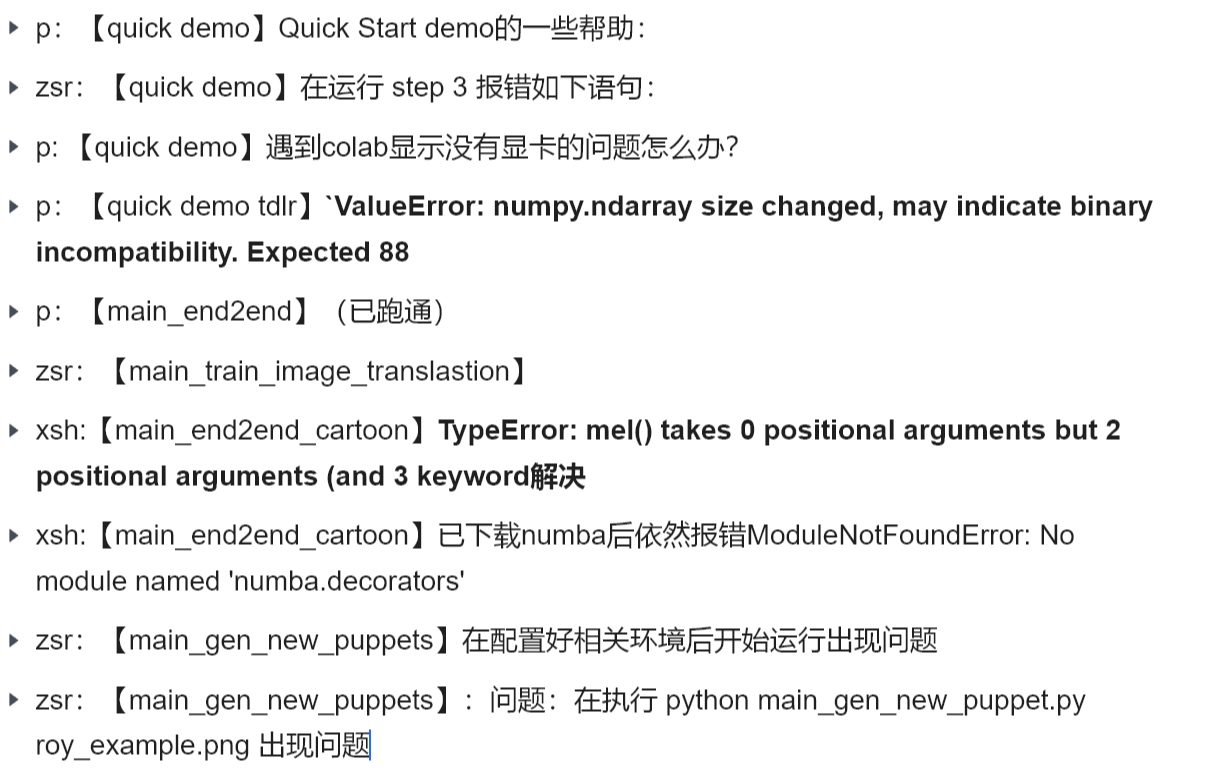 p：【quick demo】Quick Start demo的一些帮助：
zsr：【quick demo】在运行 step 3 报错如下语句：
p:【quick demo】遇到colab显示没有显卡的问题怎么办？
p：【quick demo tdlr】`ValueError: numpy.ndarray size changed, may indicate binary
incompatibility. Expected 88
p：【main_end2end】（已跑通）
zsr：【main_train_image_translastion】
xsh:【main_end2end_cartoon】TypeError: mel() takes 0 positional arguments but 2
positional arguments (and 3 keyword解决
xsh:【main_end2end_cartoon】已下载numba后依然报错ModuleNotFoundError: No
module named 'numba.decorators'
zsr：【main_gen_new_puppets】在配置好相关环境后开始运行出现问题
zsr：【main_gen_new_puppets】：问题：在执行 python main_gen_new_puppet.py
roy_example.png 出现问题